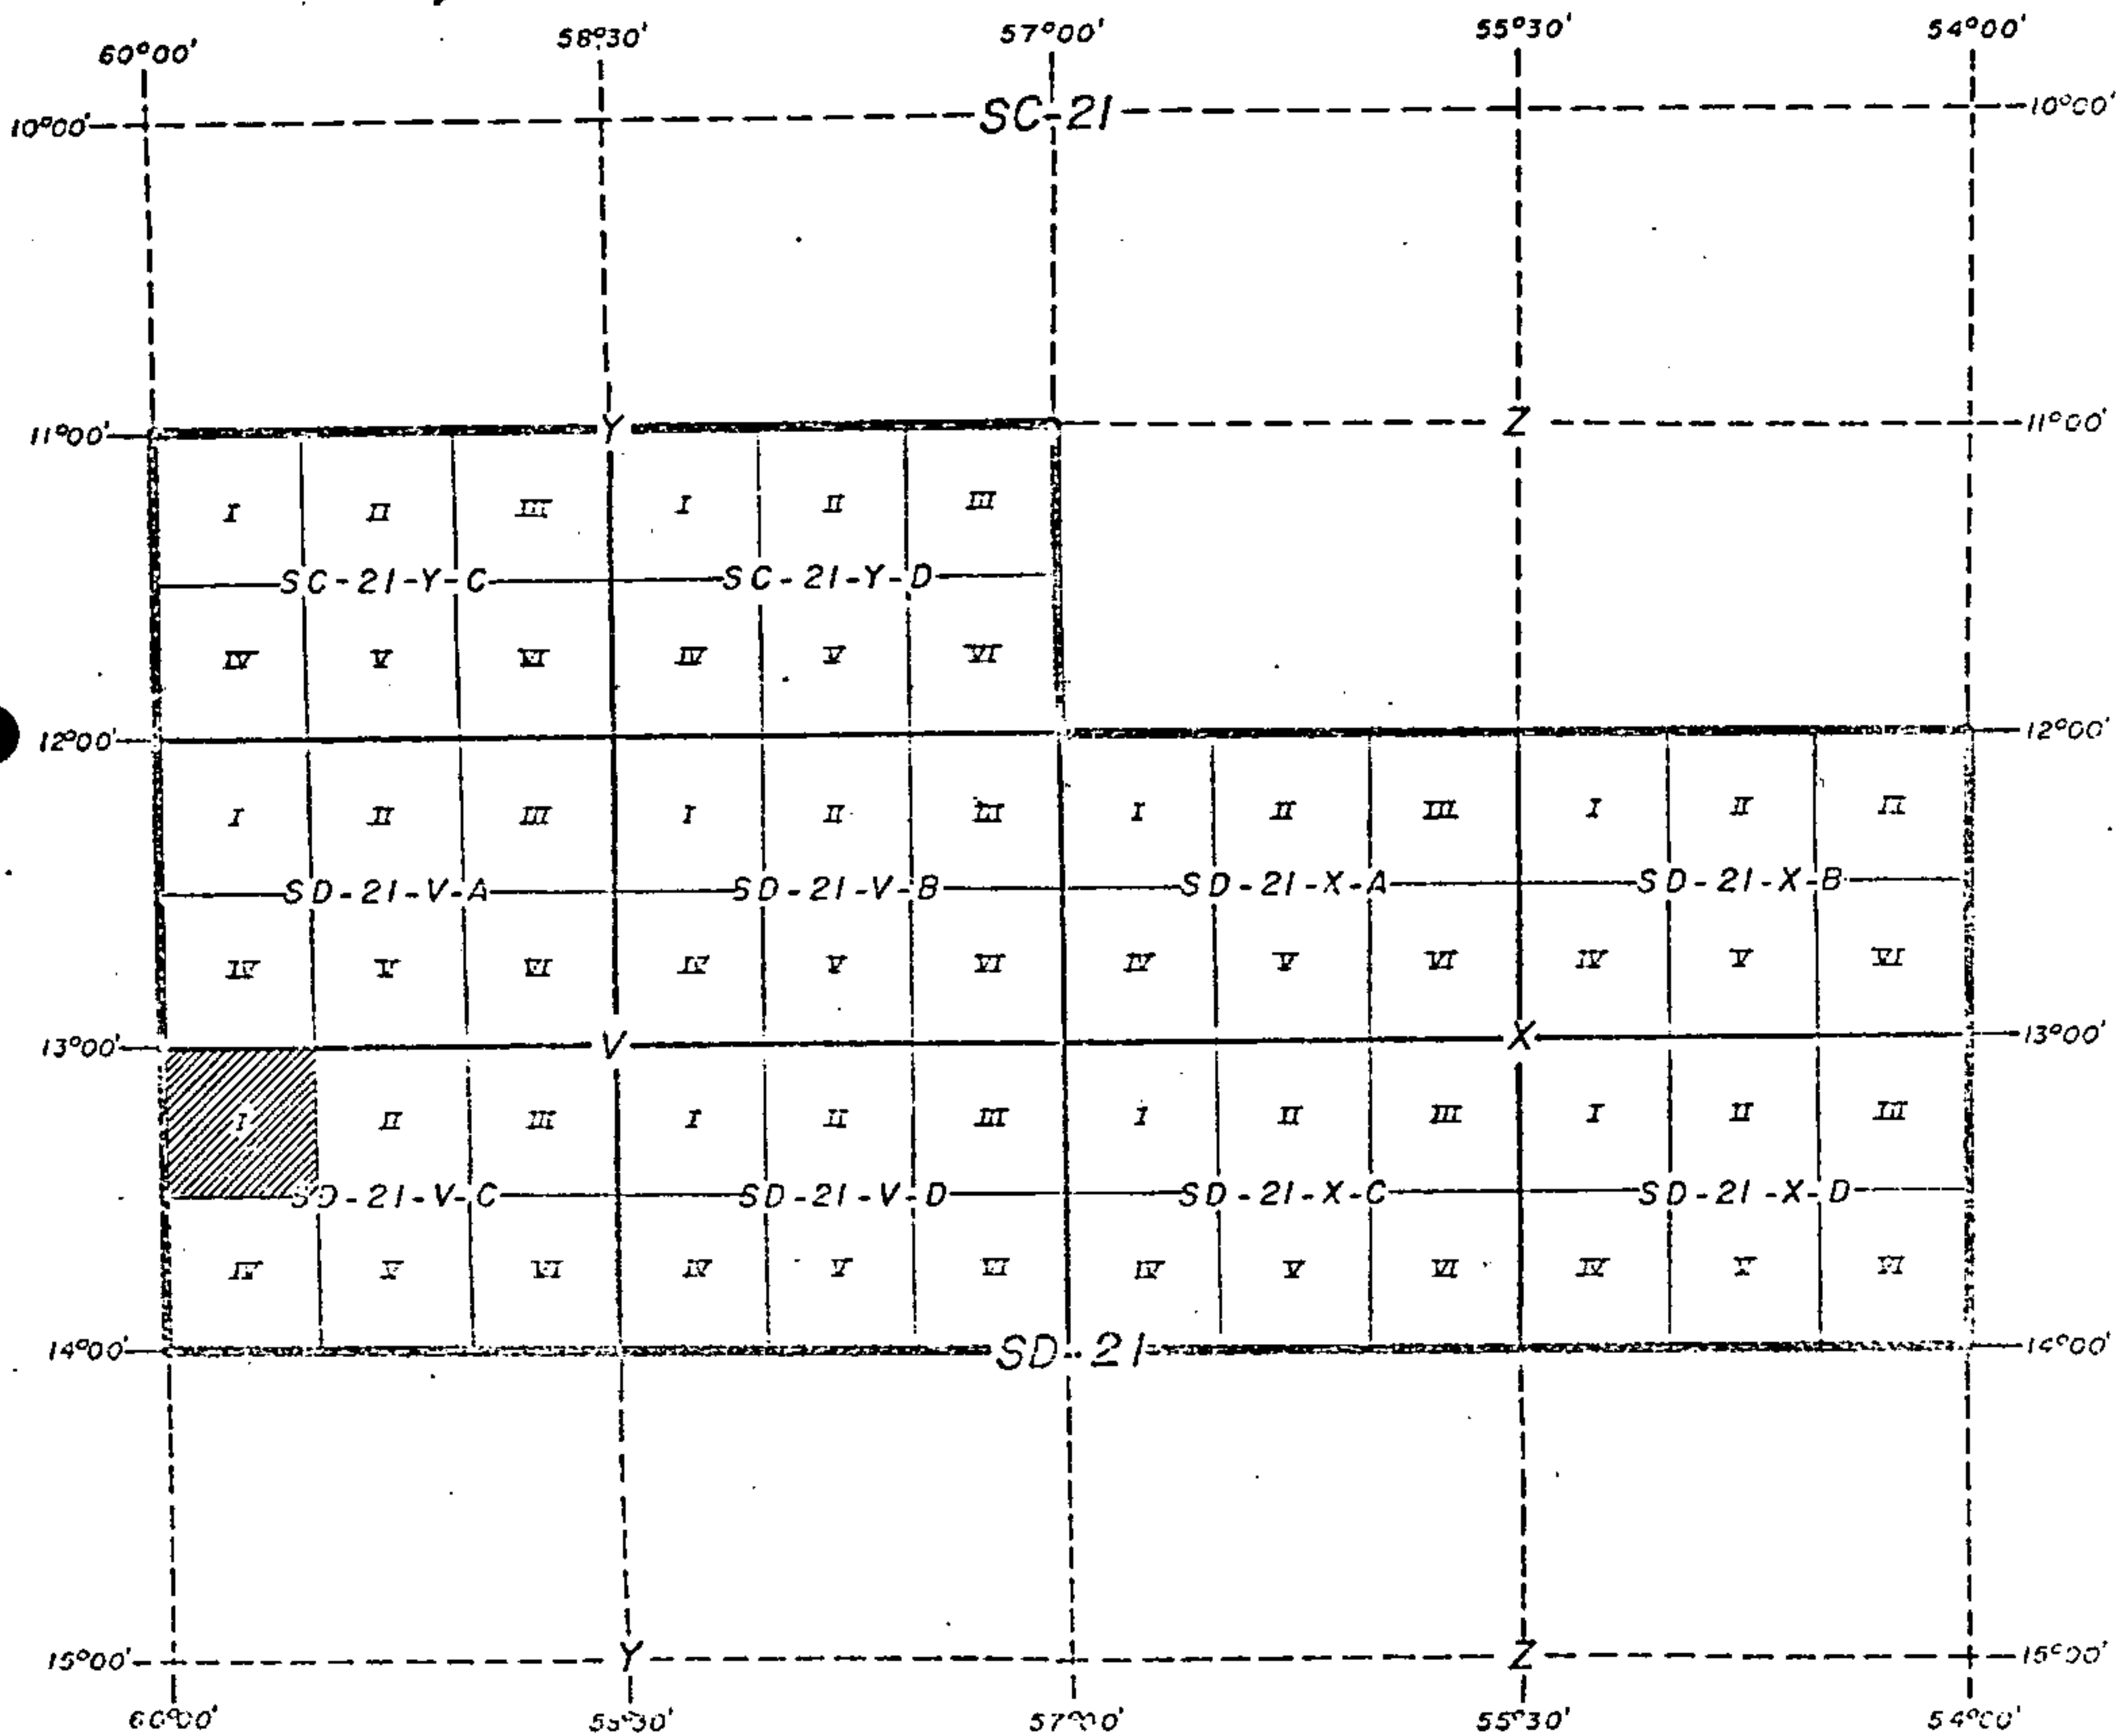 60°00' 58°30' 57°00' 55°30' 54°00'
10°00' SC-21 10°00'
11°00' Y Z 11°00'
I II III I II III
SC-21-Y-C SC-21-Y-D
IV V VI IV V VI
12°00' 12°00'
I II III I II III I II III I II II
SD-21-V-A SD-21-V-B SD-21-X-A SD-21-X-B
IV V VI IV V VI IV V VI IV V VI
13°00' V X 13°00'
I II III I II III I II III I II III
SD-21-V-C SD-21-V-D SD-21-X-C SD-21-X-D
IV V VI IV V VI IV V VI IV V VI
14°00' SD-21 14°00'
15°00' Y Z 15°00'
60°00' 58°30' 57°00' 55°30' 54°00'